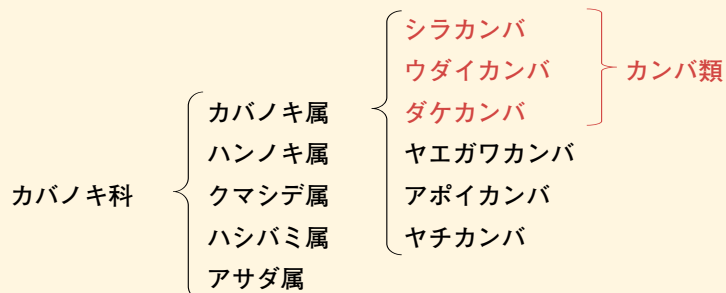 カバノキ科
カバノキ属
ハンノキ属
クマシデ属
ハシバミ属
アサダ属
シラカンバ
ウダイカンバ
ダケカンバ
ヤエガワカンバ
アポイカンバ
ヤチカンバ
カンバ類